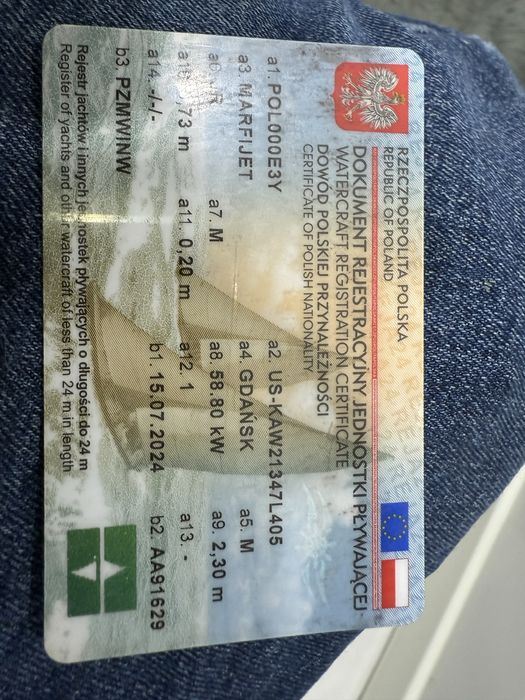 RZECZPOSPOLITA POLSKA
REPUBLIC OF POLAND
DOKUMENT REJESTRACYJNY JEDNOSTKI PŁYWAJĄCEJ
WATERCRAFT REGISTRATION CERTIFICATE
DOWÓD POLSKIEJ PRZYNALEŻNOŚCI
CERTIFICATE OF POLISH NATIONALITY
a1. POL000E3Y a2. US-KAW21347L405
a3. MARFIJET a4. GDAŃSK a5. M
a6. R a7. M a8 58.80 kW a9. 2,30 m
,73 m a11. 0,20 m a12. 1 a13. -
a14. -/-/- b1. 15.07.2024 b2. AA91629
b3. PZMWINW
Rejestr jachtów i innych jednostek pływających o długości do 24 m
Register of yachts and other watercraft of less than 24 m in length